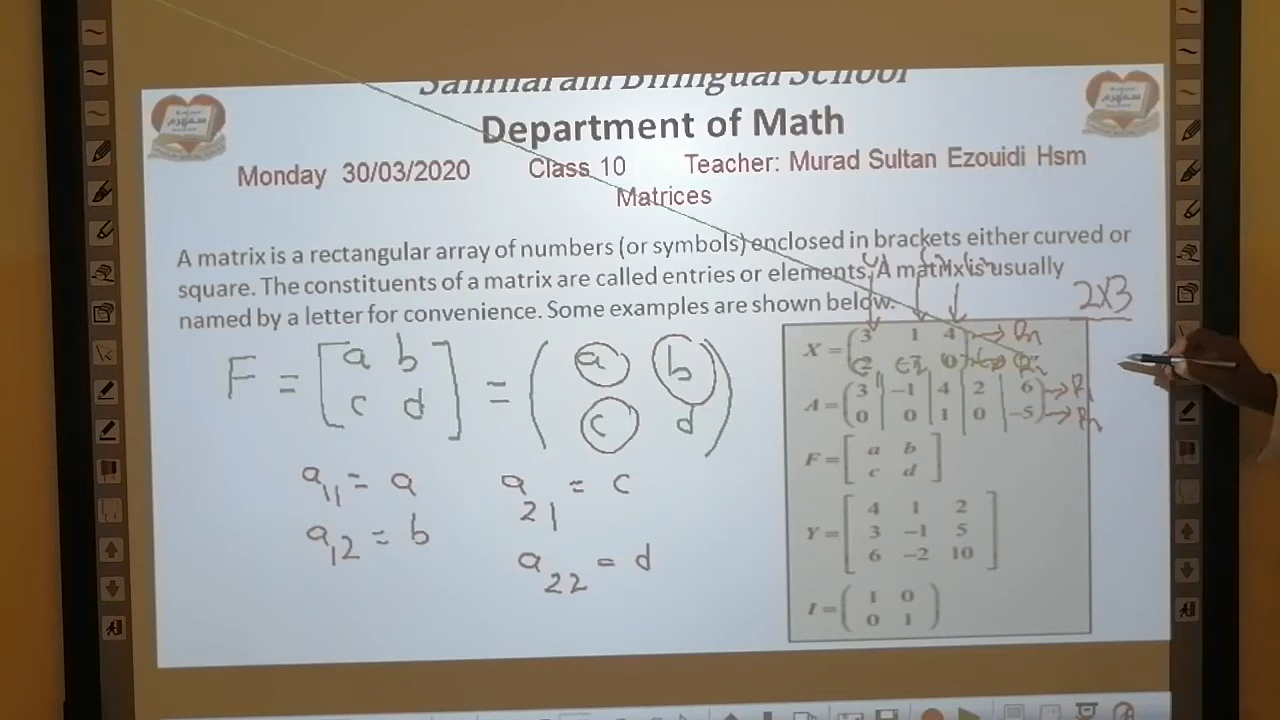 Department of Math
Monday 30/03/2020 Class 10 Teacher: Murad Sultan Ezouidi Hsm
Matrices
A matrix is a rectangular array of numbers (or symbols) enclosed in brackets either curved or
square. The constituents of a matrix are called entries or elements. A matrix is usually
named by a letter for convenience. Some examples are shown below.
2x3
F = [a b
c d] = (a b
c d)
a11 = a
a12 = b
a21 = c
a22 = d
X = (3 1 4
A = (3 -1 4 2 6
0 0 1 0 -5)
F = [a b
c d]
Y = [4 1 2
3 -1 5
6 -2 10]
I = (1 0
0 1)